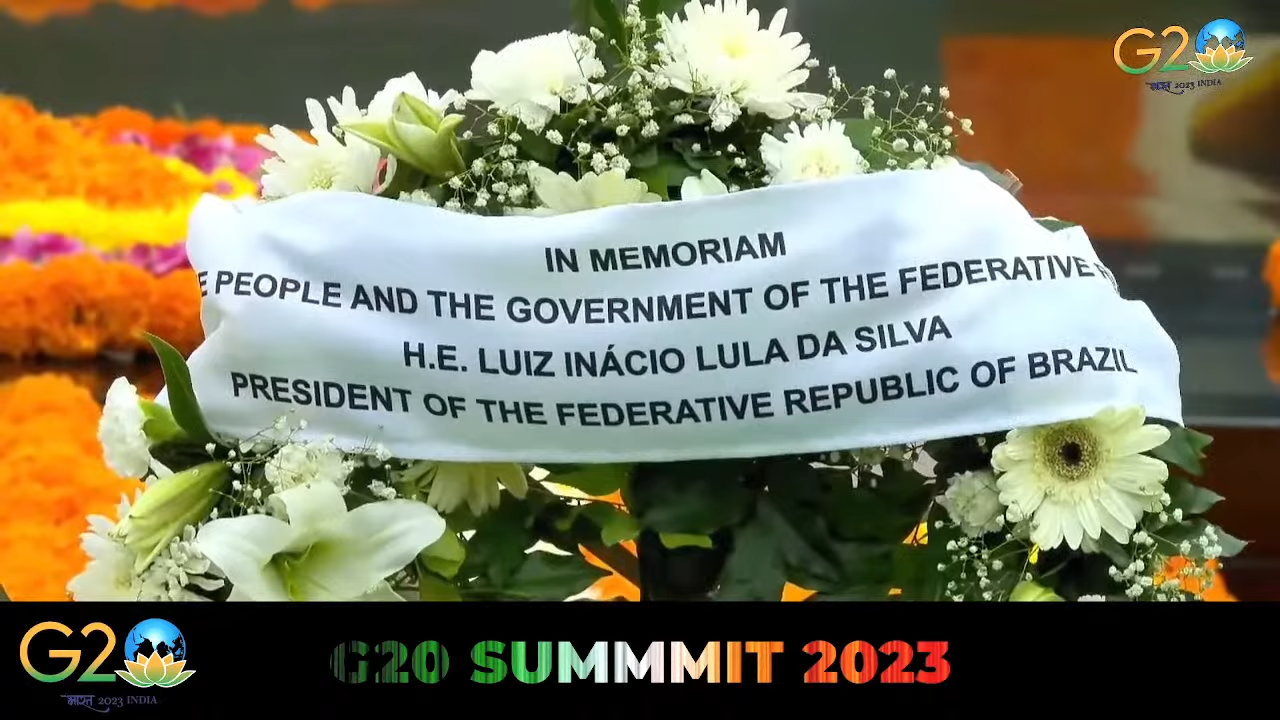 G20
भारत 2023 INDIA
IN MEMORIAM
PEOPLE AND THE GOVERNMENT OF THE FEDERATIVE
H.E. LUIZ INÁCIO LULA DA SILVA
PRESIDENT OF THE FEDERATIVE REPUBLIC OF BRAZIL
G20
भारत 2023 INDIA
G20 SUMMMIT 2023